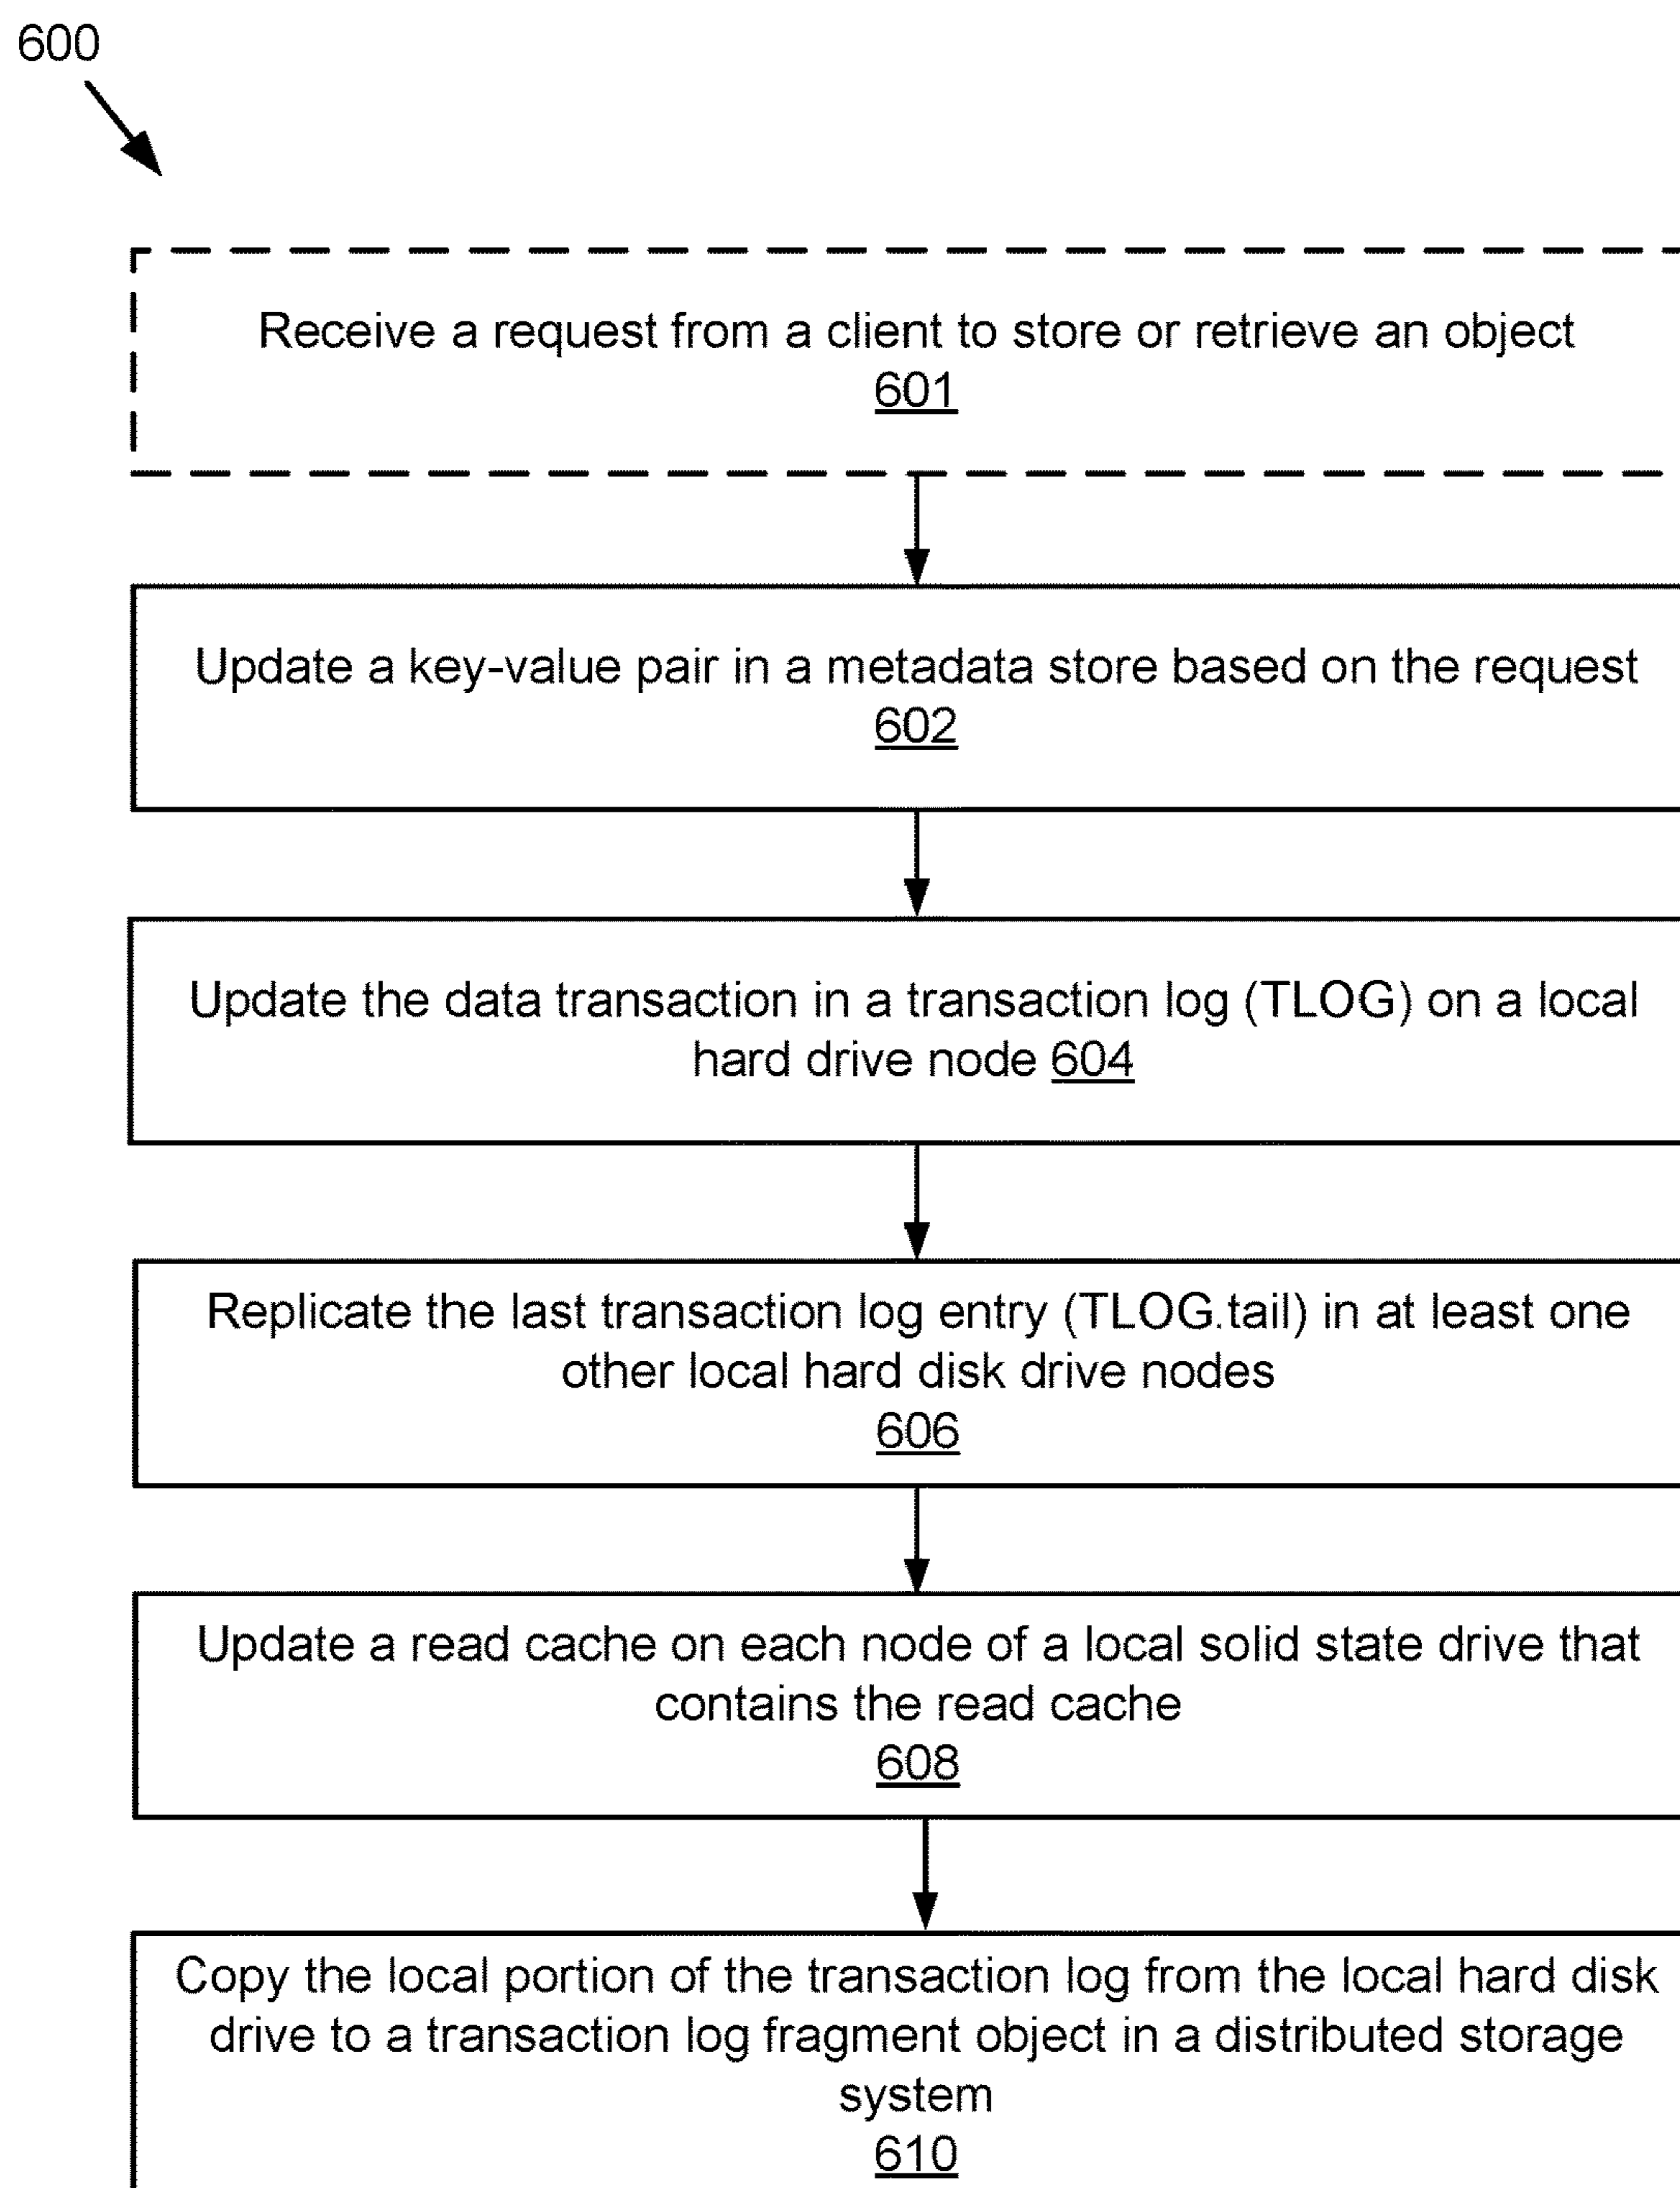 600
Receive a request from a client to store or retrieve an object
601
Update a key-value pair in a metadata store based on the request
602
Update the data transaction in a transaction log (TLOG) on a local
hard drive node 604
Replicate the last transaction log entry (TLOG.tail) in at least one
other local hard disk drive nodes
606
Update a read cache on each node of a local solid state drive that
contains the read cache
608
Copy the local portion of the transaction log from the local hard disk
drive to a transaction log fragment object in a distributed storage
system
610